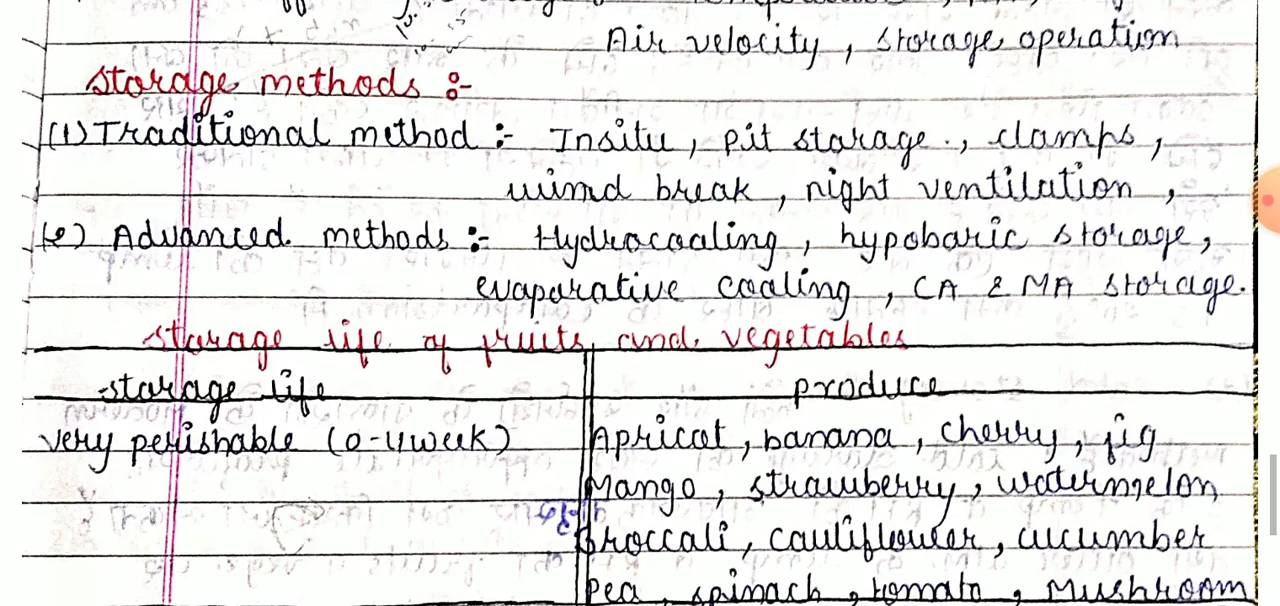 Air velocity, storage operation
Storage methods :-
(1) Traditional method :- Insitu, pit storage., clamps,
wind break, night ventilation,
(2) Advanced methods :- Hydrocooling, hypobaric storage,
evaporative cooling, CA & MA storage.
storage life of fruits and vegetables
storage life produce
very perishable (0-4week) Apricot, banana, cherry, fig
Mango, strawberry, watermelon
Broccali, cauliflower, cucumber
Pea, spinach, tomato, Mushroom